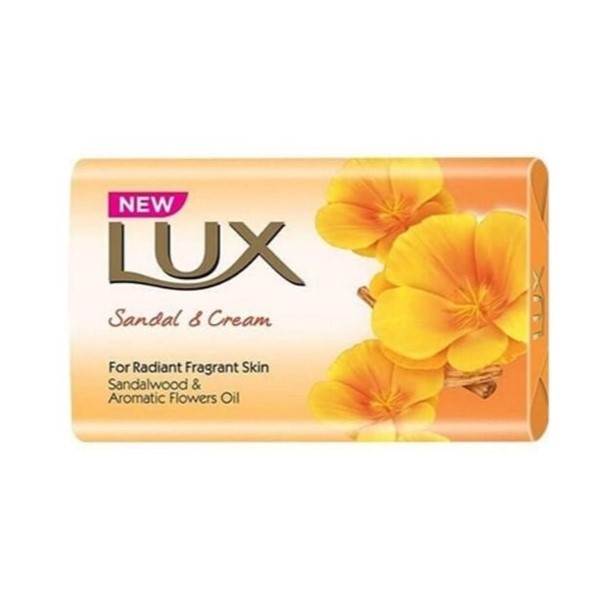 NEW
LUX
Sandal & Cream
For Radiant Fragrant Skin
Sandalwood &
Aromatic Flowers Oil
LUX